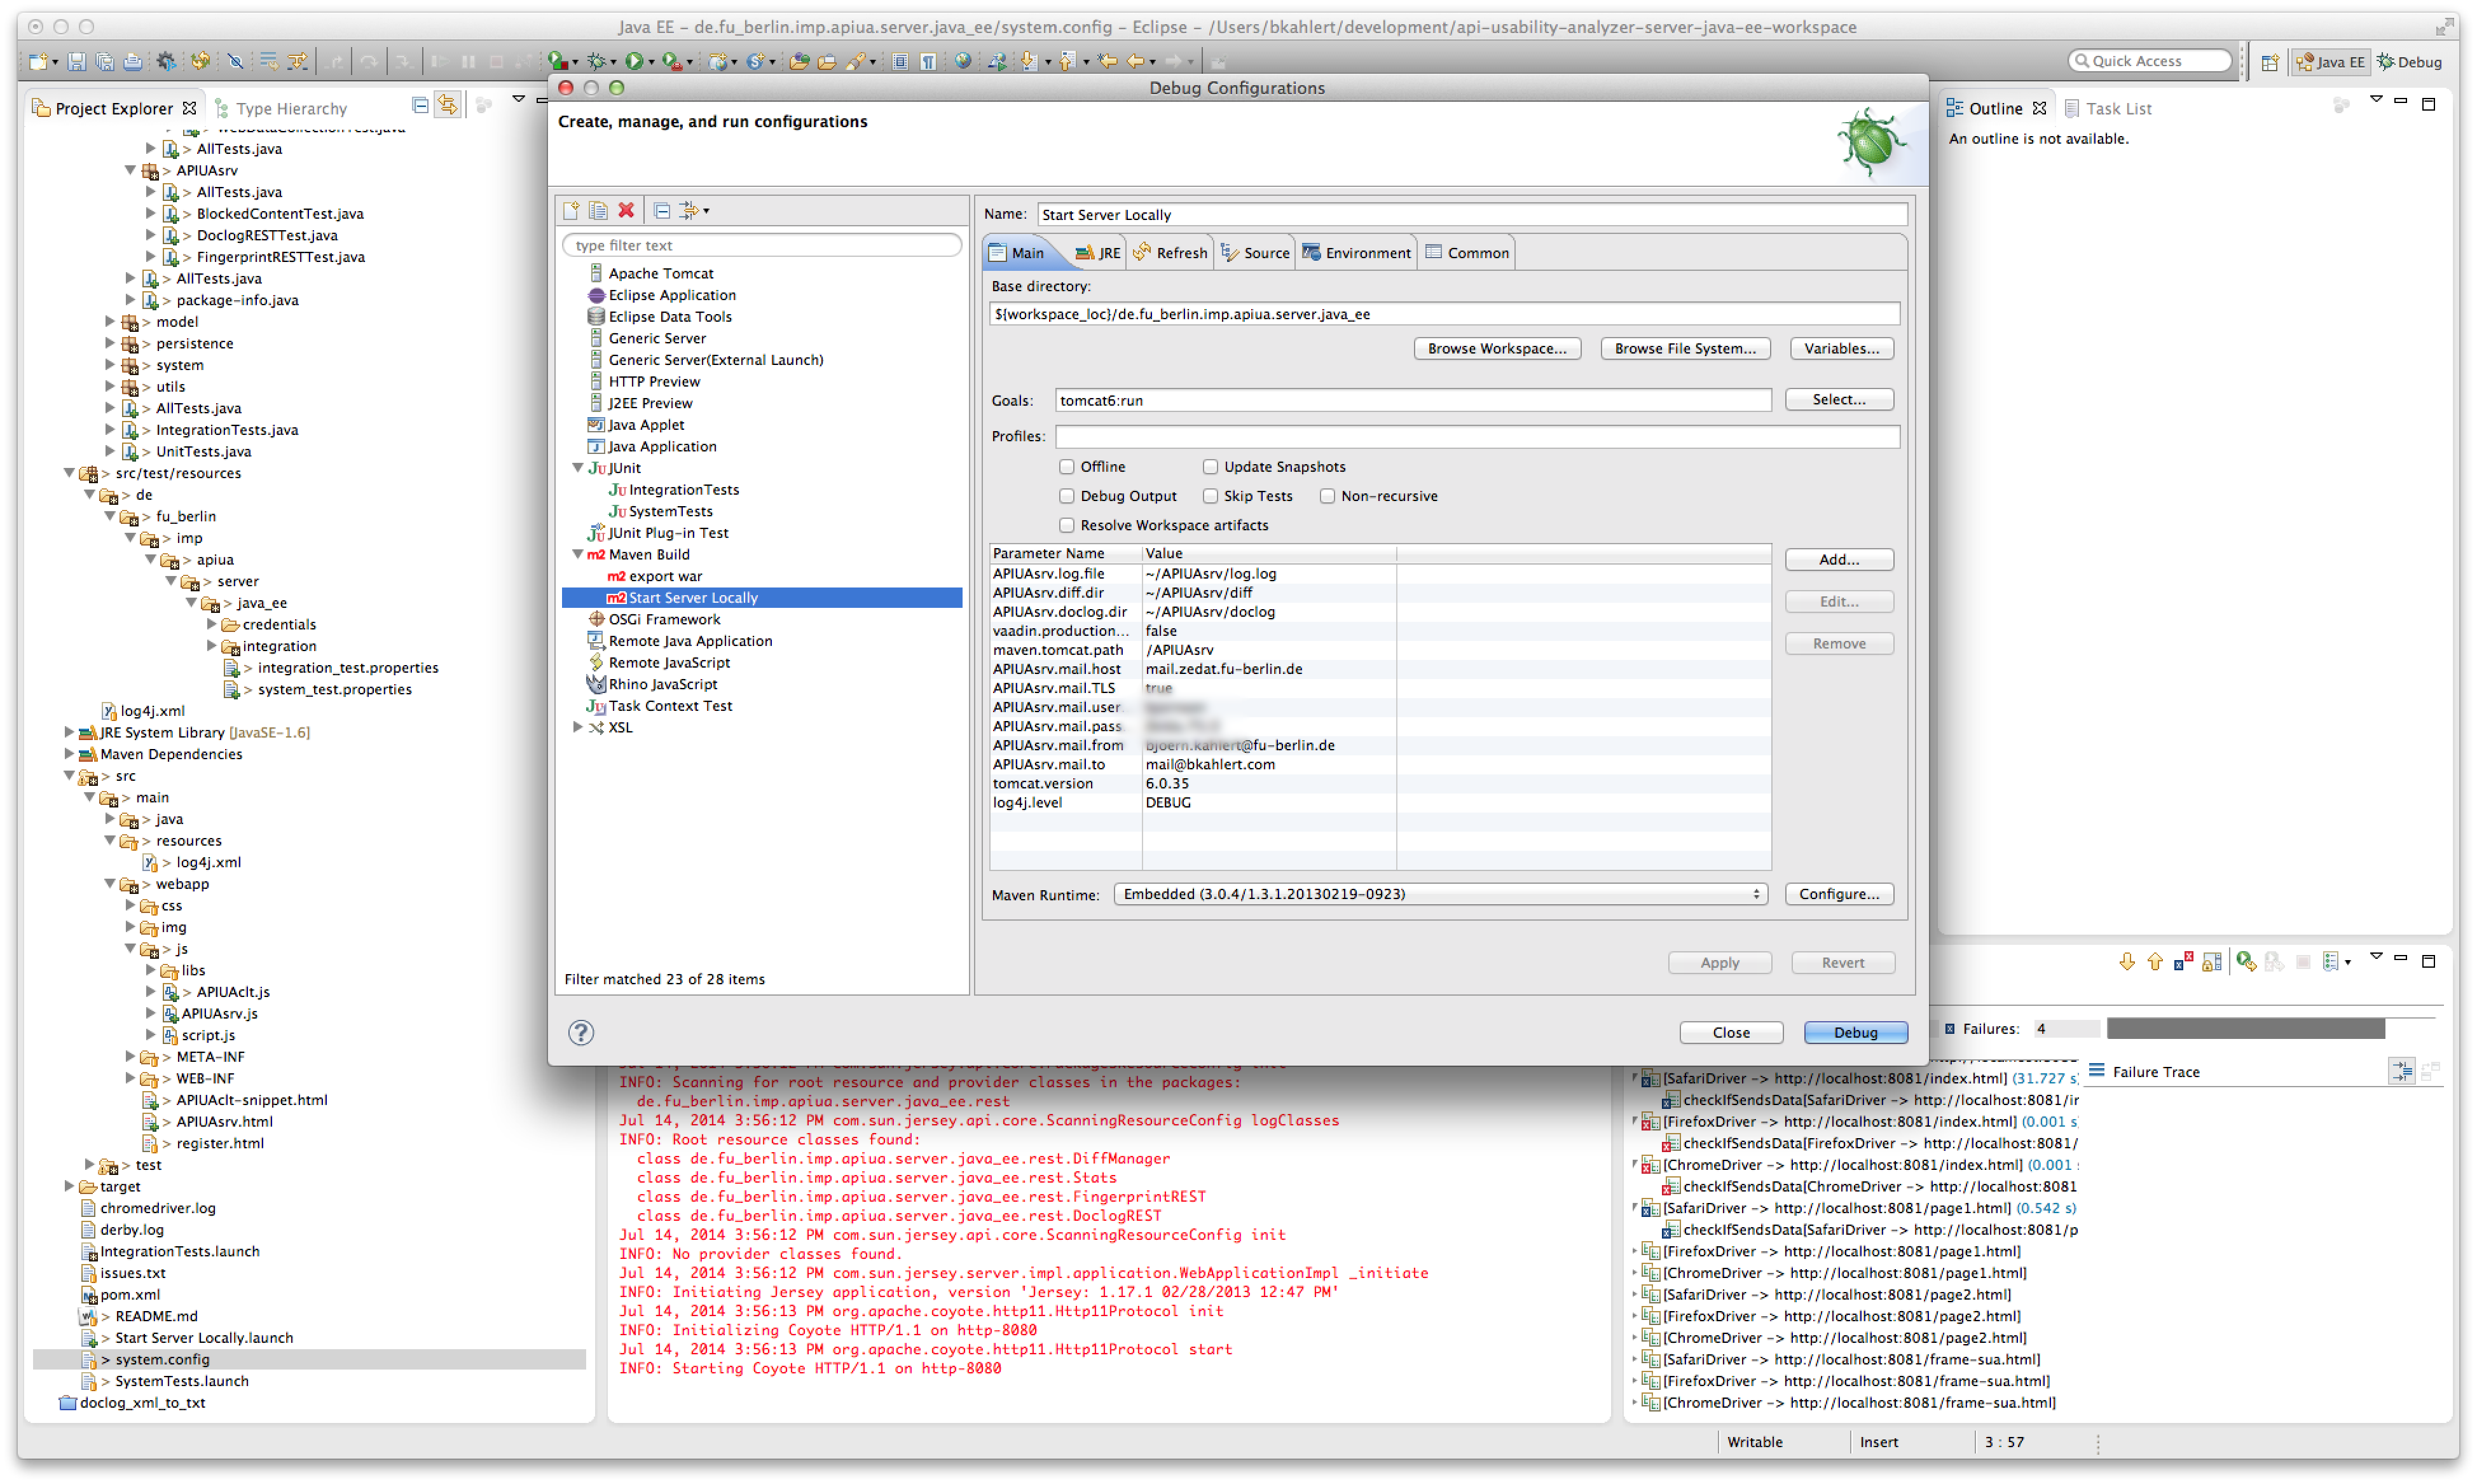 Java EE – de.fu_berlin.imp.apiua.server.java_ee/system.config – Eclipse – /Users/bkahlert/development/api-usability-analyzer-server-java-ee-workspace
Quick Access
Java EE
Debug
Project Explorer
Type Hierarchy
> WebDataCollectionTest.java
> AllTests.java
> APIUAsrv
> AllTests.java
> BlockedContentTest.java
> DoclogRESTTest.java
> FingerprintRESTTest.java
> AllTests.java
> package-info.java
> model
> persistence
> system
> utils
> AllTests.java
> IntegrationTests.java
> UnitTests.java
> src/test/resources
> de
> fu_berlin
> imp
> apiua
> server
> java_ee
credentials
integration
> integration_test.properties
> system_test.properties
log4j.xml
JRE System Library [JavaSE-1.6]
Maven Dependencies
> src
> main
> java
> resources
> log4j.xml
> webapp
> css
> img
> js
> libs
> APIUAclt.js
APIUAsrv.js
script.js
> META-INF
> WEB-INF
APIUAclt-snippet.html
> APIUAsrv.html
> register.html
> test
target
chromedriver.log
derby.log
IntegrationTests.launch
issues.txt
pom.xml
> README.md
> Start Server Locally.launch
> system.config
> SystemTests.launch
doclog_xml_to_txt
Debug Configurations
Create, manage, and run configurations
type filter text
Apache Tomcat
Eclipse Application
Eclipse Data Tools
Generic Server
Generic Server(External Launch)
HTTP Preview
J2EE Preview
Java Applet
Java Application
JUnit
IntegrationTests
SystemTests
JUnit Plug-in Test
m2 Maven Build
m2 export war
m2 Start Server Locally
OSGi Framework
Remote Java Application
Remote JavaScript
Rhino JavaScript
Task Context Test
XSL
Filter matched 23 of 28 items
Name: Start Server Locally
Main
JRE
Refresh
Source
Environment
Common
Base directory:
${workspace_loc}/de.fu_berlin.imp.apiua.server.java_ee
Browse Workspace...
Browse File System...
Variables...
Goals: tomcat6:run
Select...
Profiles:
Offline
Update Snapshots
Debug Output
Skip Tests
Non-recursive
Resolve Workspace artifacts
Parameter Name Value
APIUAsrv.log.file ~/APIUAsrv/log.log
APIUAsrv.diff.dir ~/APIUAsrv/diff
APIUAsrv.doclog.dir ~/APIUAsrv/doclog
vaadin.production... false
maven.tomcat.path /APIUAsrv
APIUAsrv.mail.host mail.zedat.fu-berlin.de
APIUAsrv.mail.TLS true
APIUAsrv.mail.user
APIUAsrv.mail.pass
APIUAsrv.mail.from bjoern.kahlert@fu-berlin.de
APIUAsrv.mail.to mail@bkahlert.com
tomcat.version 6.0.35
log4j.level DEBUG
Add...
Edit...
Remove
Maven Runtime: Embedded (3.0.4/1.3.1.20130219-0923)
Configure...
Apply
Revert
? Close
Debug
Outline
Task List
An outline is not available.
INFO: Scanning for root resource and provider classes in the packages:
de.fu_berlin.imp.apiua.server.java_ee.rest
Jul 14, 2014 3:56:12 PM com.sun.jersey.api.core.ScanningResourceConfig logClasses
INFO: Root resource classes found:
class de.fu_berlin.imp.apiua.server.java_ee.rest.DiffManager
class de.fu_berlin.imp.apiua.server.java_ee.rest.Stats
class de.fu_berlin.imp.apiua.server.java_ee.rest.FingerprintREST
class de.fu_berlin.imp.apiua.server.java_ee.rest.DoclogREST
Jul 14, 2014 3:56:12 PM com.sun.jersey.api.core.ScanningResourceConfig init
INFO: No provider classes found.
Jul 14, 2014 3:56:12 PM com.sun.jersey.server.impl.application.WebApplicationImpl _initiate
INFO: Initiating Jersey application, version 'Jersey: 1.17.1 02/28/2013 12:47 PM'
Jul 14, 2014 3:56:13 PM org.apache.coyote.http11.Http11Protocol init
INFO: Initializing Coyote HTTP/1.1 on http-8080
Jul 14, 2014 3:56:13 PM org.apache.coyote.http11.Http11Protocol start
INFO: Starting Coyote HTTP/1.1 on http-8080
Failures: 4
Failure Trace
[SafariDriver -> http://localhost:8081/index.html] (31.727 s
checkIfSendsData[SafariDriver -> http://localhost:8081/ir
[FirefoxDriver -> http://localhost:8081/index.html] (0.001 s
checkIfSendsData[FirefoxDriver -> http://localhost:8081/
[ChromeDriver -> http://localhost:8081/index.html] (0.001
checkIfSendsData[ChromeDriver -> http://localhost:8081
[SafariDriver -> http://localhost:8081/page1.html] (0.542 s)
checkIfSendsData[SafariDriver -> http://localhost:8081/p
[FirefoxDriver -> http://localhost:8081/page1.html]
[ChromeDriver -> http://localhost:8081/page1.html]
[SafariDriver -> http://localhost:8081/page2.html]
[FirefoxDriver -> http://localhost:8081/page2.html]
[ChromeDriver -> http://localhost:8081/page2.html]
[SafariDriver -> http://localhost:8081/frame-sua.html]
[FirefoxDriver -> http://localhost:8081/frame-sua.html]
[ChromeDriver -> http://localhost:8081/frame-sua.html]
Writable
Insert
3 : 57